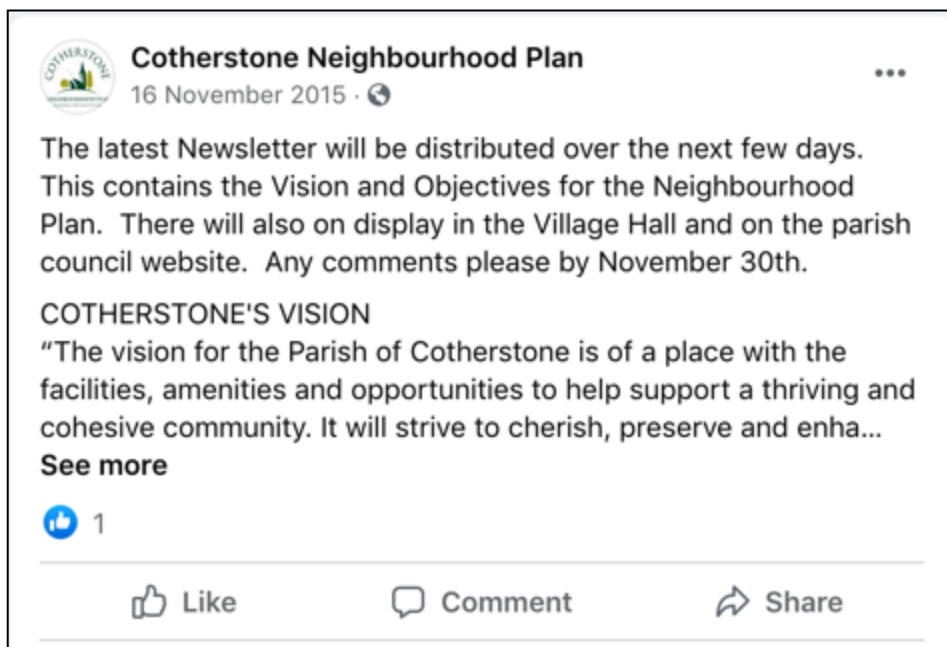 COTHERSTONE
Cotherstone Neighbourhood Plan
16 November 2015 ·
The latest Newsletter will be distributed over the next few days.
This contains the Vision and Objectives for the Neighbourhood
Plan.  There will also on display in the Village Hall and on the parish
council website.  Any comments please by November 30th.
COTHERSTONE'S VISION
“The vision for the Parish of Cotherstone is of a place with the
facilities, amenities and opportunities to help support a thriving and
cohesive community. It will strive to cherish, preserve and enha...
See more
1
Like Comment Share